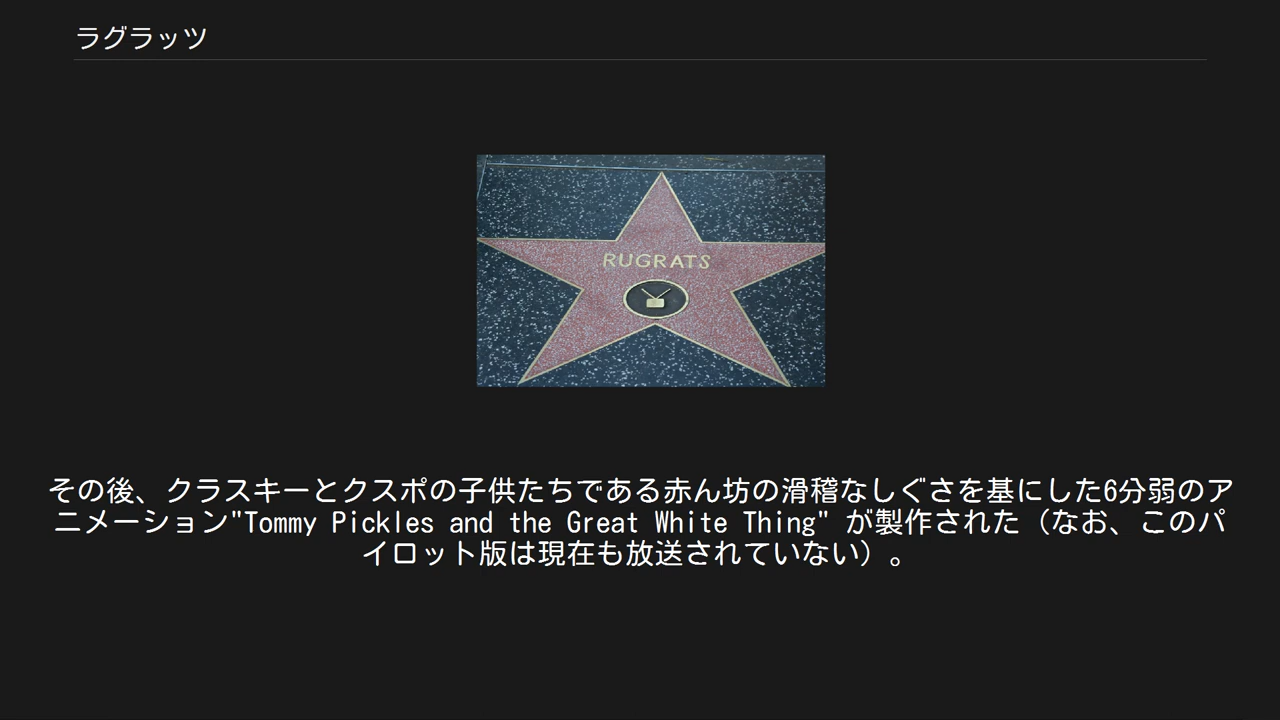 ラグラッツ
RUGRATS
その後、クラスキーとクスポの子供たちである赤ん坊の滑稽なしぐさを基にした6分弱のア
ニメーション"Tommy Pickles and the Great White Thing" が製作された（なお、このパ
イロット版は現在も放送されていない）。